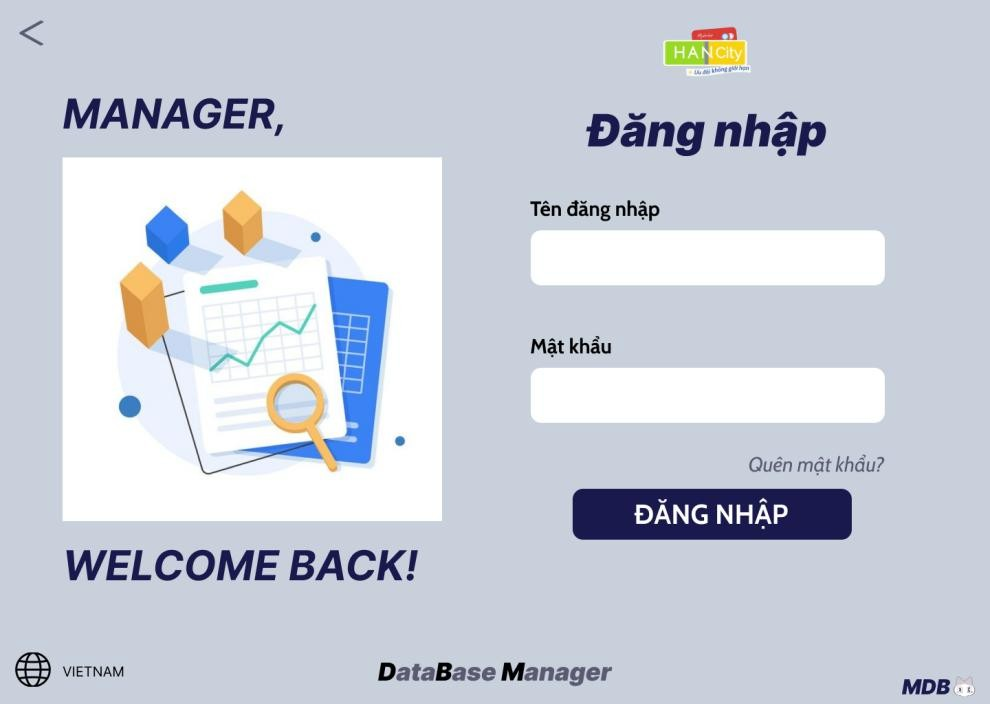 MANAGER,
WELCOME BACK!
HAN City
Ưu đãi không giới hạn
Đăng nhập
Tên đăng nhập
Mật khẩu
Quên mật khẩu?
ĐĂNG NHẬP
VIETNAM
DataBase Manager
MDB